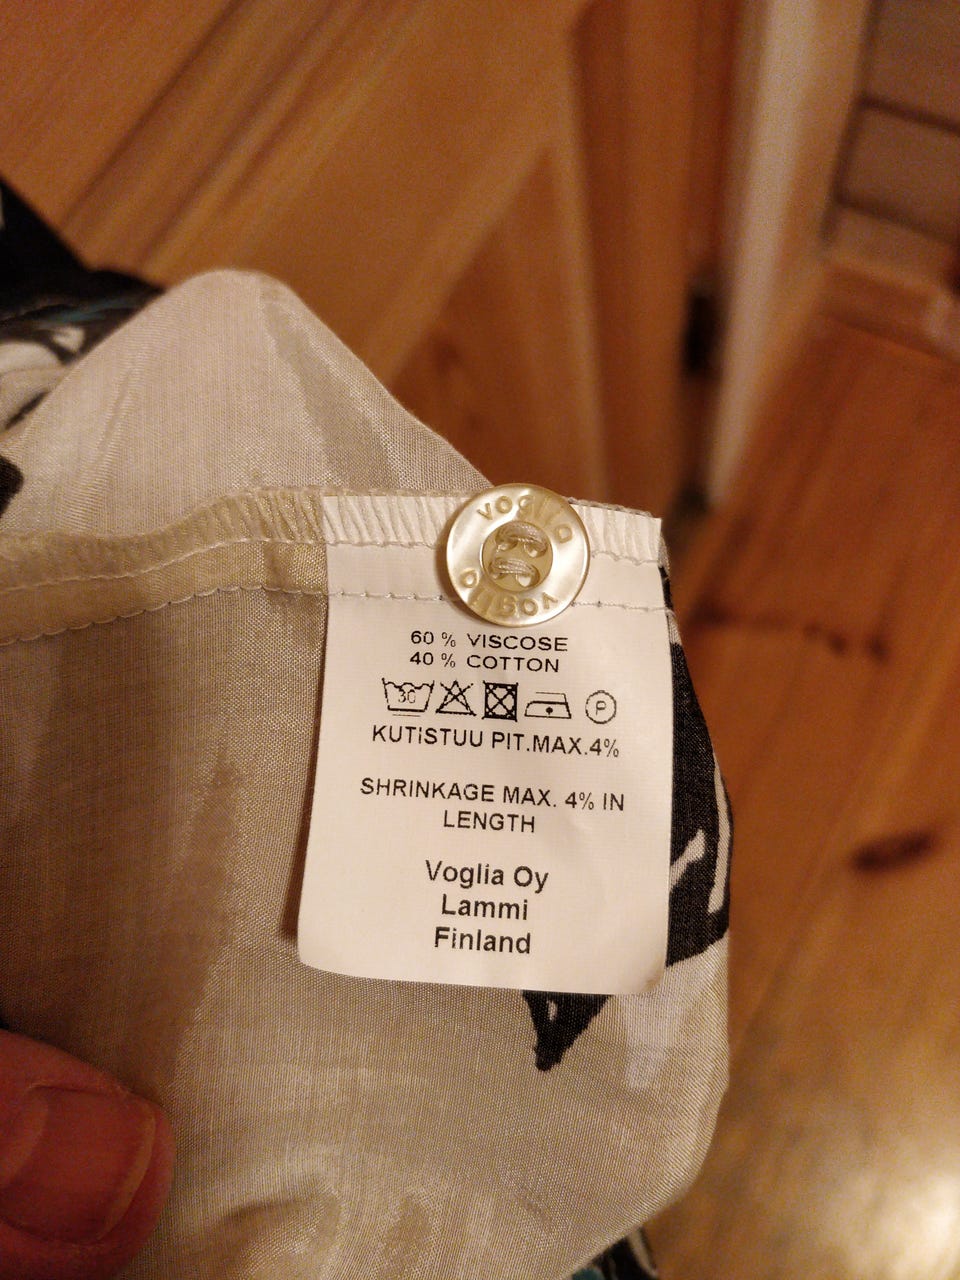 voglia
voglia
60 % VISCOSE
40 % COTTON
30 P
KUTiSTUU PIT.MAX.4%
SHRINKAGE MAX. 4% IN
LENGTH
Voglia Oy
Lammi
Finland